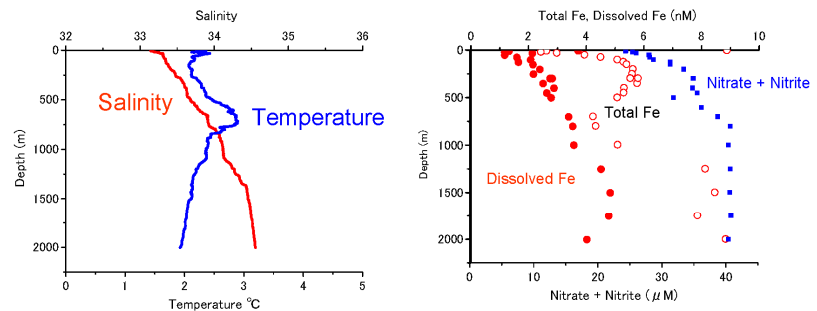 Salinity
32 33 34 35 36
0
500
1000
1500
2000
Depth (m)
Salinity
Temperature
0 1 2 3 4 5
Temperature ℃
Total Fe, Dissolved Fe (nM)
0 2 4 6 8 10
0
500
1000
1500
2000
Depth (m)
Nitrate + Nitrite
Total Fe
Dissolved Fe
0 10 20 30 40
Nitrate + Nitrite (μM)